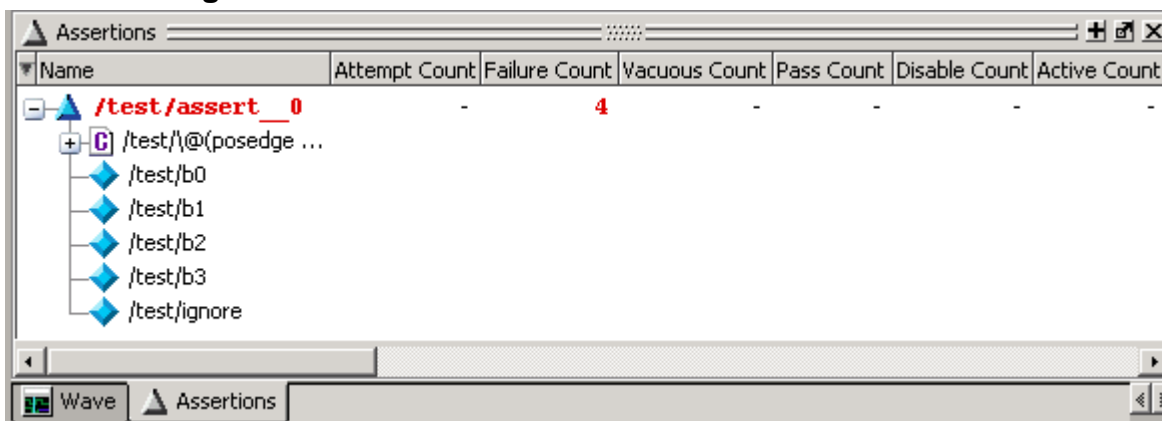 Assertions
Name Attempt Count Failure Count Vacuous Count Pass Count Disable Count Active Count
/test/assert__0 - 4 - - - -
C /test/\@(posedge ...
/test/b0
/test/b1
/test/b2
/test/b3
/test/ignore
Wave Assertions